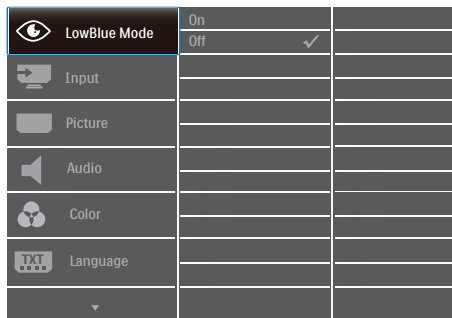 LowBlue Mode
On
Off
Input
Picture
Audio
Color
TXT
Language